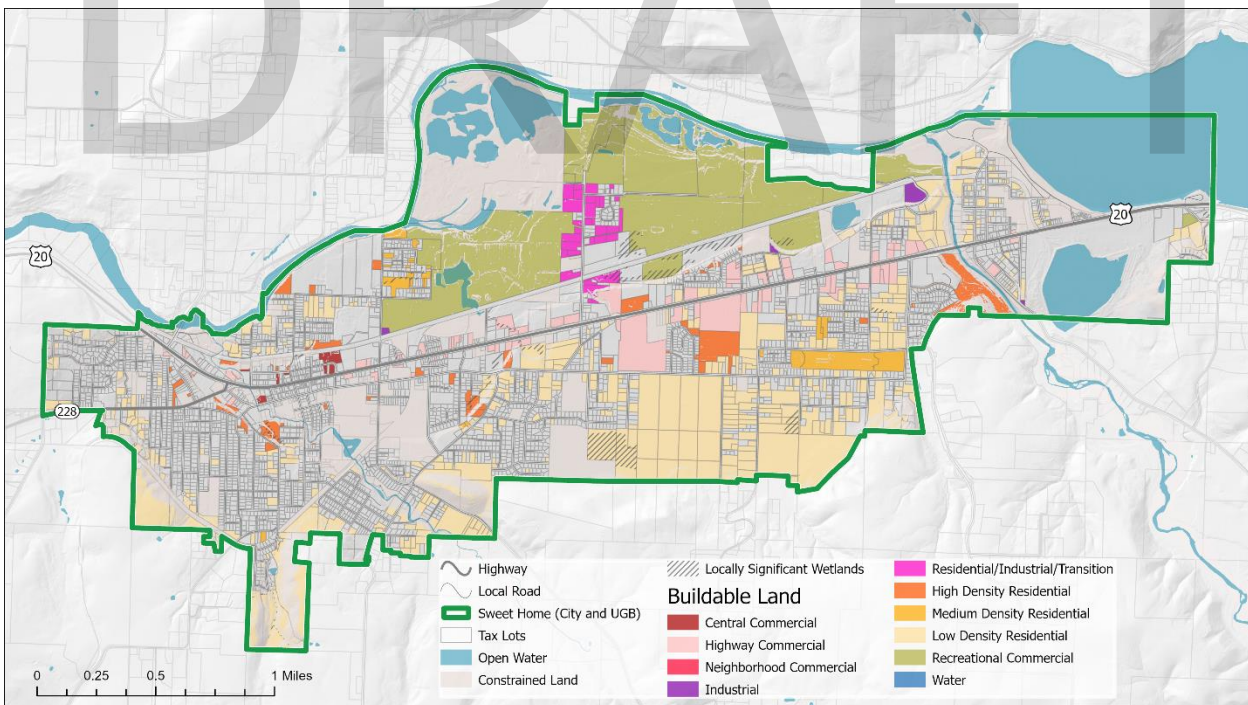 DRAFT
20
20
228
Highway
Local Road
Sweet Home (City and UGB)
Tax Lots
Open Water
Constrained Land
Locally Significant Wetlands
Buildable Land
Central Commercial
Highway Commercial
Neighborhood Commercial
Industrial
Residential/Industrial/Transition
High Density Residential
Medium Density Residential
Low Density Residential
Recreational Commercial
Water
0 0.25 0.5 1 Miles